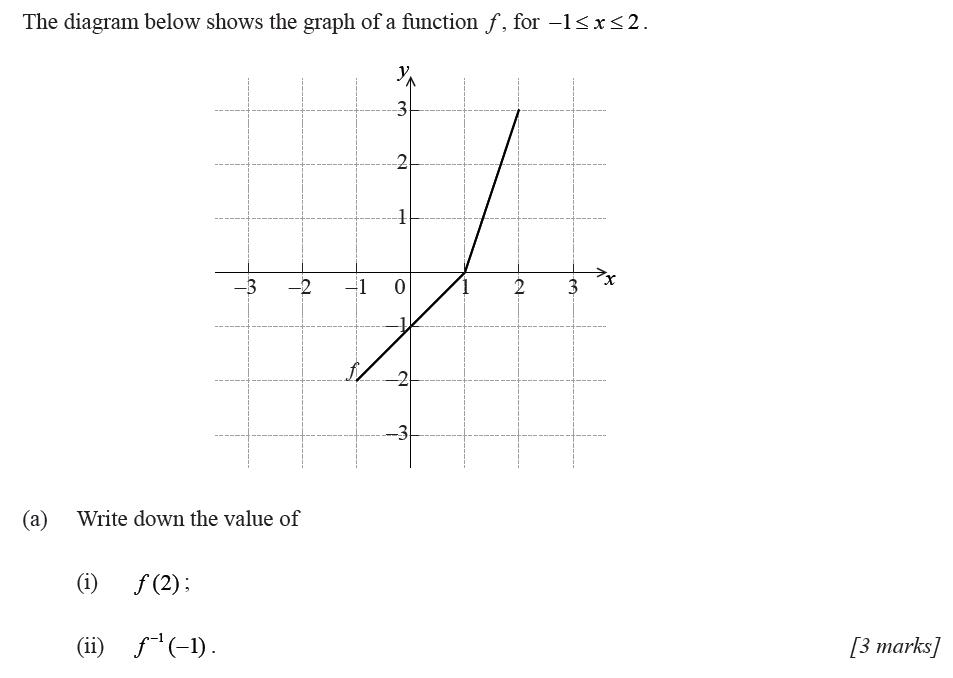 The diagram below shows the graph of a function f, for −1 ≤ x ≤ 2.
y
3
2
1
−3 −2 −1 0 1 2 3 x
−1
f −2
−3
(a) Write down the value of
(i) f (2);
(ii) f⁻¹(−1). [3 marks]